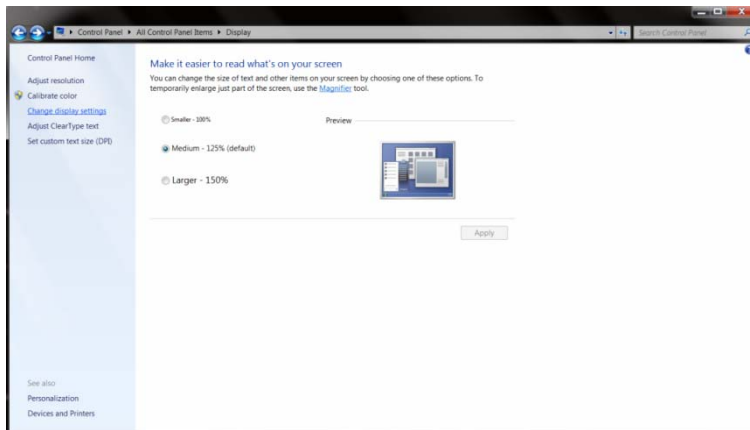 Control Panel ▸ All Control Panel Items ▸ Display
Search Control Panel
Control Panel Home
Adjust resolution
Calibrate color
Change display settings
Adjust ClearType text
Set custom text size (DPI)
Make it easier to read what's on your screen
You can change the size of text and other items on your screen by choosing one of these options. To
temporarily enlarge just part of the screen, use the Magnifier tool.
Smaller - 100%
Preview
Medium - 125% (default)
Larger - 150%
Apply
See also
Personalization
Devices and Printers